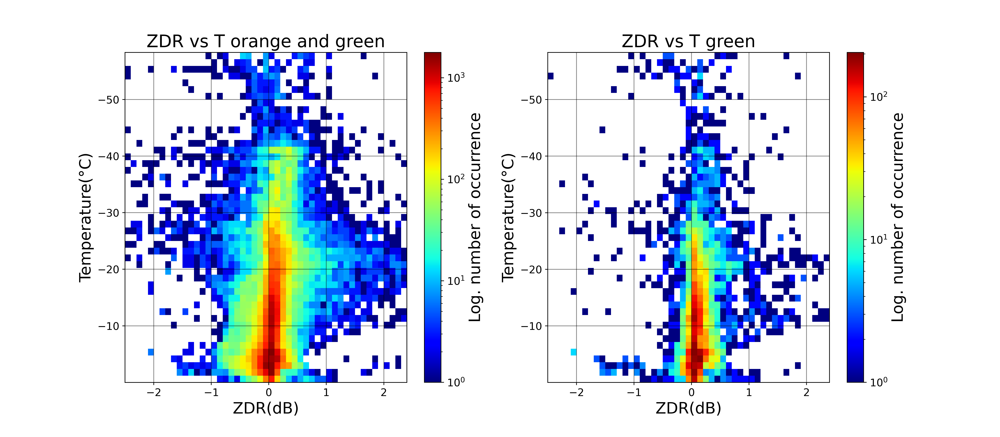 ZDR vs T orange and green
−50
−40
−30
−20
−10
Temperature(°C)
−2 −1 0 1 2
ZDR(dB)
10³
10²
10¹
10⁰
Log. number of occurrence
ZDR vs T green
−50
−40
−30
−20
−10
Temperature(°C)
−2 −1 0 1 2
ZDR(dB)
10²
10¹
10⁰
Log. number of occurrence